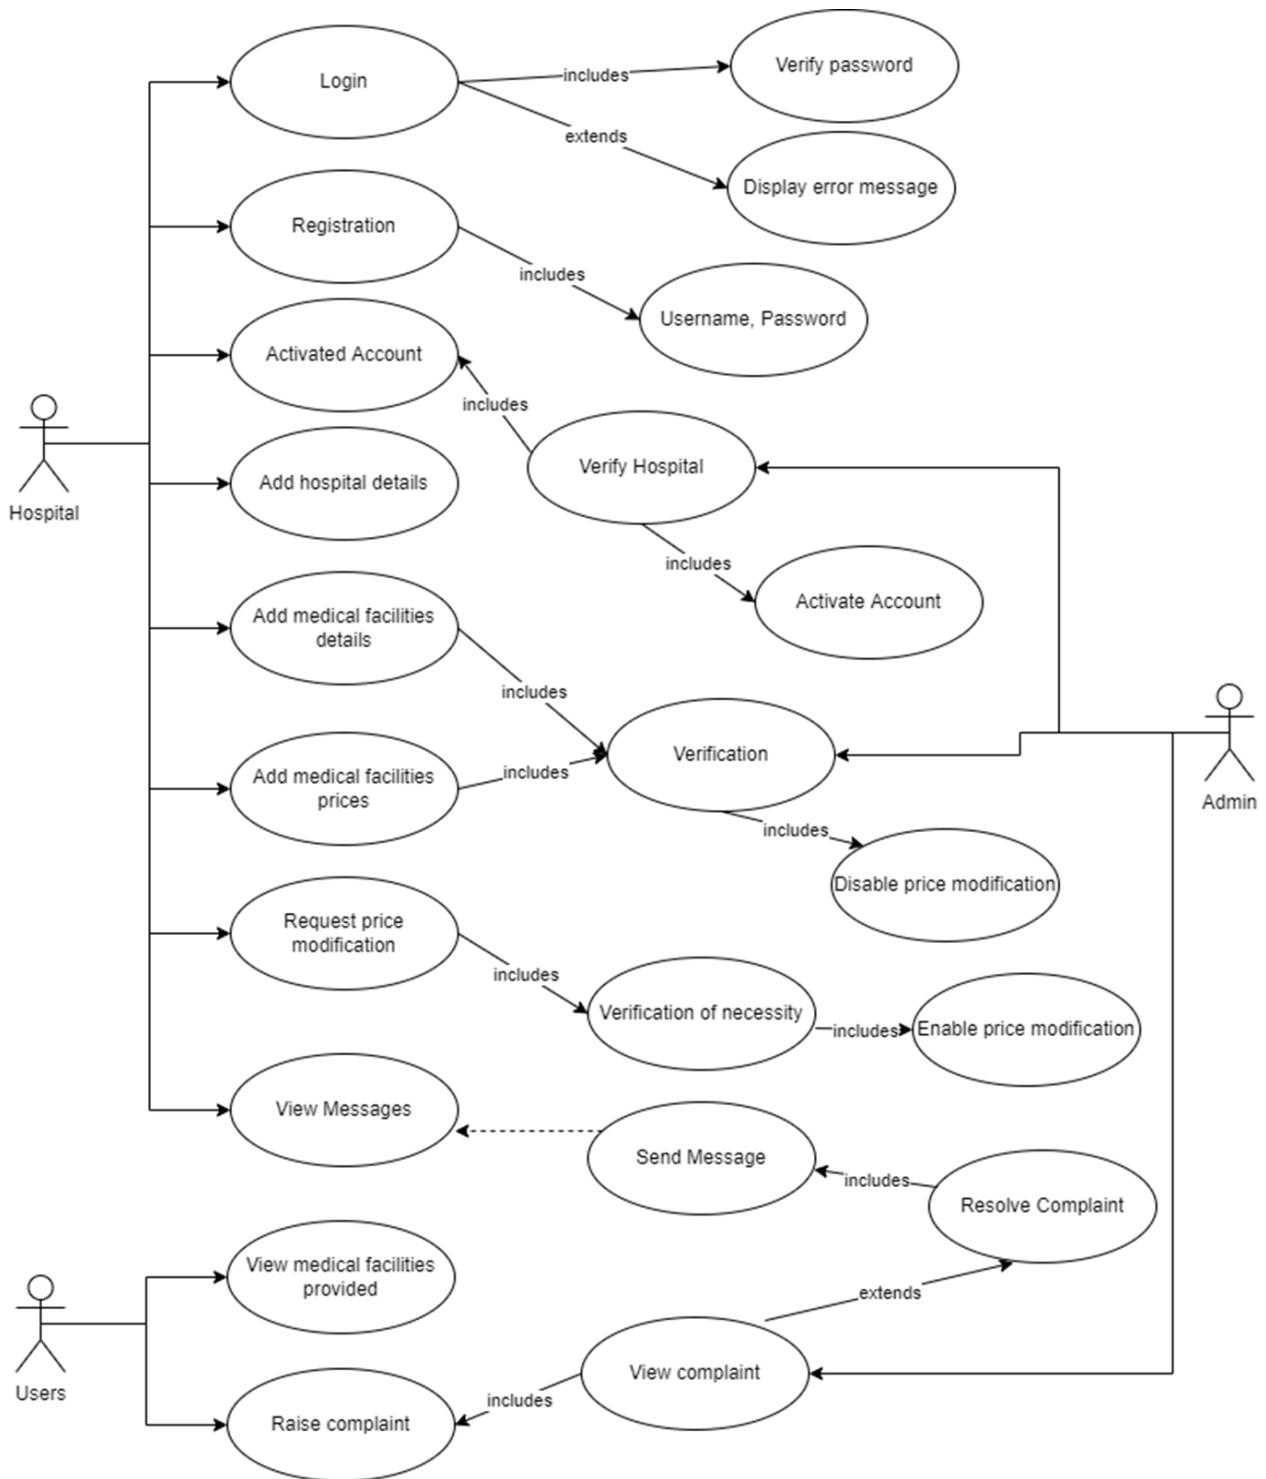 Login
includes
Verify password
extends
Display error message
Registration
includes
Username, Password
Activated Account
includes
Verify Hospital
Hospital
Add hospital details
includes
Activate Account
Add medical facilities
details
includes
Verification
Admin
Add medical facilities
prices
includes
includes
Disable price modification
Request price
modification
includes
Verification of necessity
includes
Enable price modification
View Messages
Send Message
includes
Resolve Complaint
View medical facilities
provided
extends
Users
View complaint
includes
Raise complaint